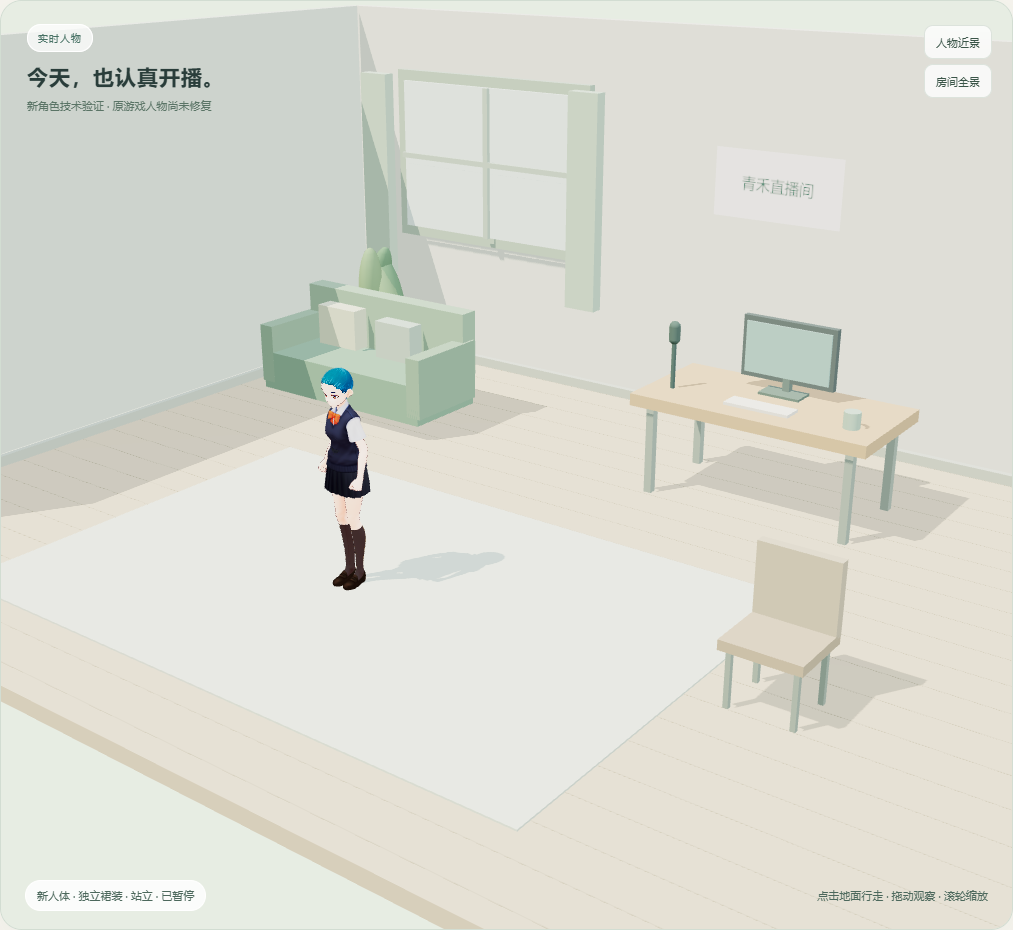 实时人物
今天，也认真开播。
新角色技术验证 · 原游戏人物尚未修复
人物近景
房间全景
青禾直播间
新人体 · 独立裙装 · 站立 · 已暂停
点击地面行走 · 拖动观察 · 滚轮缩放